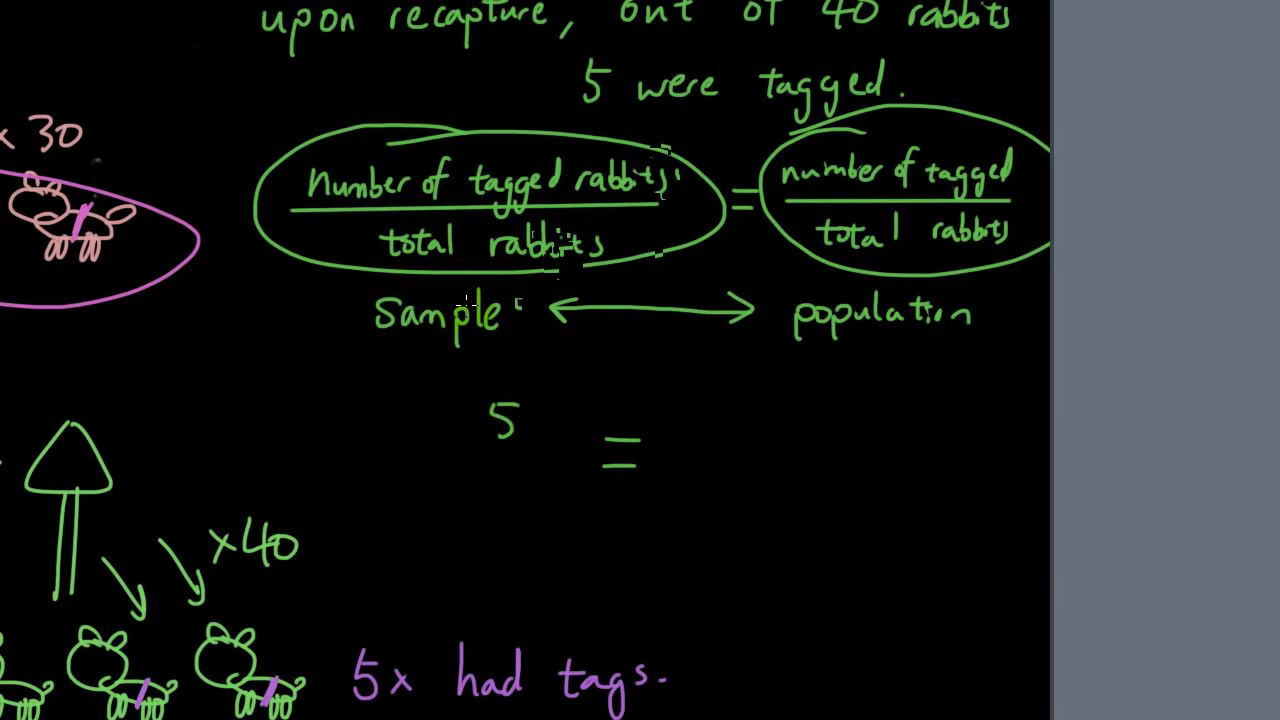 upon recapture, out of 40 rabbits
5 were tagged.
x 30
Number of tagged rabbits
total rabbits
=
number of tagged
total rabbits
Sample ⟷ population
5 =
x40
5x had tags.